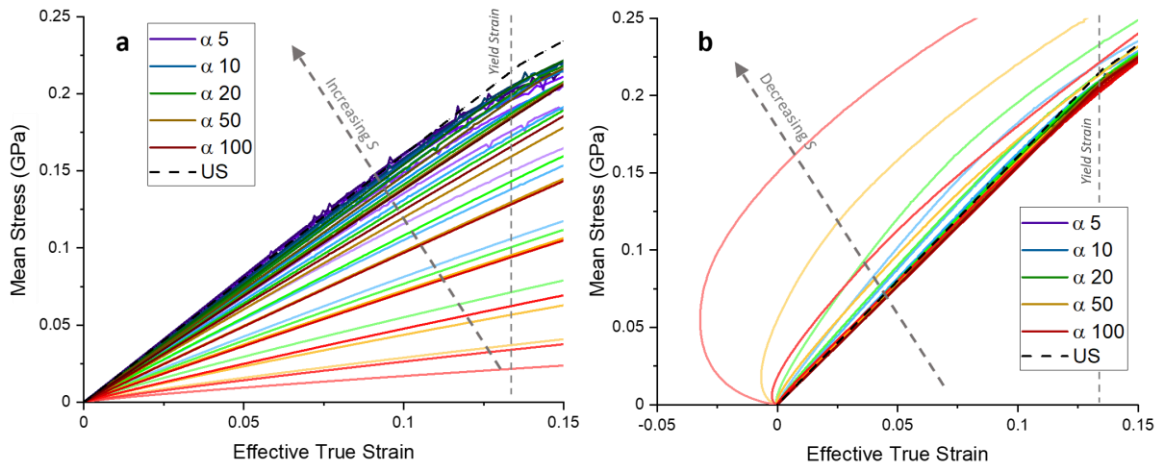 a
0.25
0.2
0.15
0.1
0.05
0
Mean Stress (GPa)
α 5
α 10
α 20
α 50
α 100
US
Increasing S
Yield Strain
0
0.05
0.1
0.15
Effective True Strain
b
0.25
0.2
0.15
0.1
0.05
0
Mean Stress (GPa)
Decreasing S
Yield Strain
α 5
α 10
α 20
α 50
α 100
US
-0.05
0
0.05
0.1
0.15
Effective True Strain